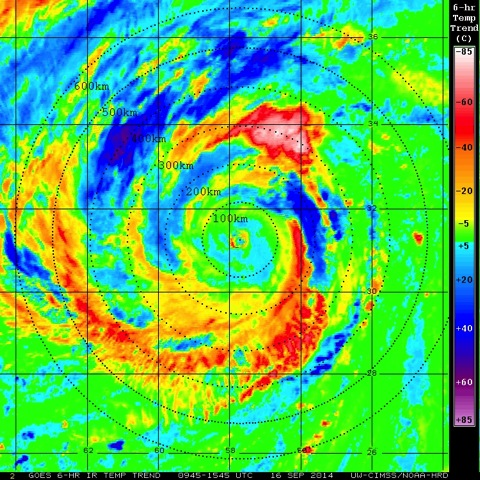 6-hr
Temp
Trend
(C)
-85
-60
-40
-20
-5
+5
+20
+40
+60
+85
36
600km
500km
34
300km
200km
32
100km
30
28
62
60
58
26
2 GOES 6-HR IR TEMP TREND 0945-1545 UTC 16 SEP 2014 UW-CIMSS/NOAA-HRD